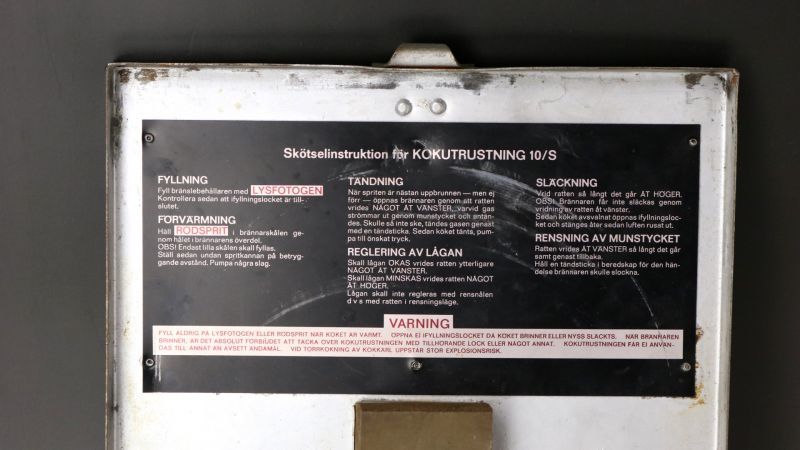 Skötselinstruktion för KOKUTRUSTNING 10/S
FYLLNING
Fyll bränslebehållaren med LYSFOTOGEN
Kontrollera sedan att ifyllningslocket är till-
slutet.
FÖRVÄRMNING
Häll RÖDSPRIT i brännarskålen ge-
nom hålet i brännarens överdel.
OBS! Endast lilla skålen skall fyllas.
Ställ sedan undan spritkannan på betryg-
gande avstånd. Pumpa några slag.
TÄNDNING
När spriten är nästan uppbrunnen — men ej
förr — öppnas brännaren genom att ratten
vrides NÅGOT ÅT VÄNSTER, varvid gas
strömmar ut genom munstycket och antän-
des. Skulle så inte ske, tändes gasen genast
med en tändsticka. Sedan köket tänts, pum-
pa till önskat tryck.
REGLERING AV LÅGAN
Skall lågan ÖKAS vrides ratten ytterligare
NÅGOT ÅT VÄNSTER.
Skall lågan MINSKAS vrides ratten NÅGOT
ÅT HÖGER.
Lågan skall inte regleras med rensnålen
d v s med ratten i rensningsläge.
SLÄCKNING
Vrid ratten så långt det går ÅT HÖGER.
OBS! Brännaren får inte släckas genom
vridning av ratten åt vänster.
Sedan köket avsvalnat öppnas ifyllningsloc-
ket och stänges åter sedan luften rusat ut.
RENSNING AV MUNSTYCKET
Ratten vrides ÅT VÄNSTER så långt det går
samt genast tillbaka.
Håll en tändsticka i beredskap för den hän-
delse brännaren skulle slockna.
VARNING
FYLL ALDRIG PÅ LYSFOTOGEN ELLER RÖDSPRIT NÄR KÖKET ÄR VARMT. ÖPPNA EJ IFYLLNINGSLOCKET DÅ KÖKET BRINNER ELLER NYSS SLÄCKTS. NÄR BRÄNNAREN
BRINNER, ÄR DET ABSOLUT FÖRBJUDET ATT TÄCKA ÖVER KOKUTRUSTNINGEN MED TILLHÖRANDE LOCK ELLER NÅGOT ANNAT. KOKUTRUSTNINGEN FÅR EJ ANVÄN-
DAS TILL ANNAT ÄN AVSETT ÄNDAMÅL. VID TORRKOKNING AV KOKKÄRL UPPSTÅR STOR EXPLOSIONSRISK.